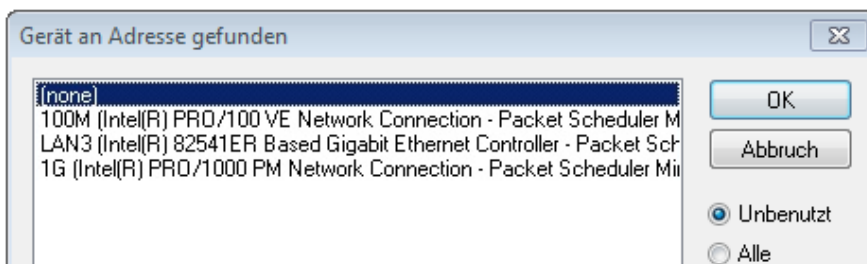 Gerät an Adresse gefunden
(none)
100M (Intel(R) PRO/100 VE Network Connection - Packet Scheduler M
LAN3 (Intel(R) 82541ER Based Gigabit Ethernet Controller - Packet Sch
1G (Intel(R) PRO/1000 PM Network Connection - Packet Scheduler Mi
OK
Abbruch
Unbenutzt
Alle